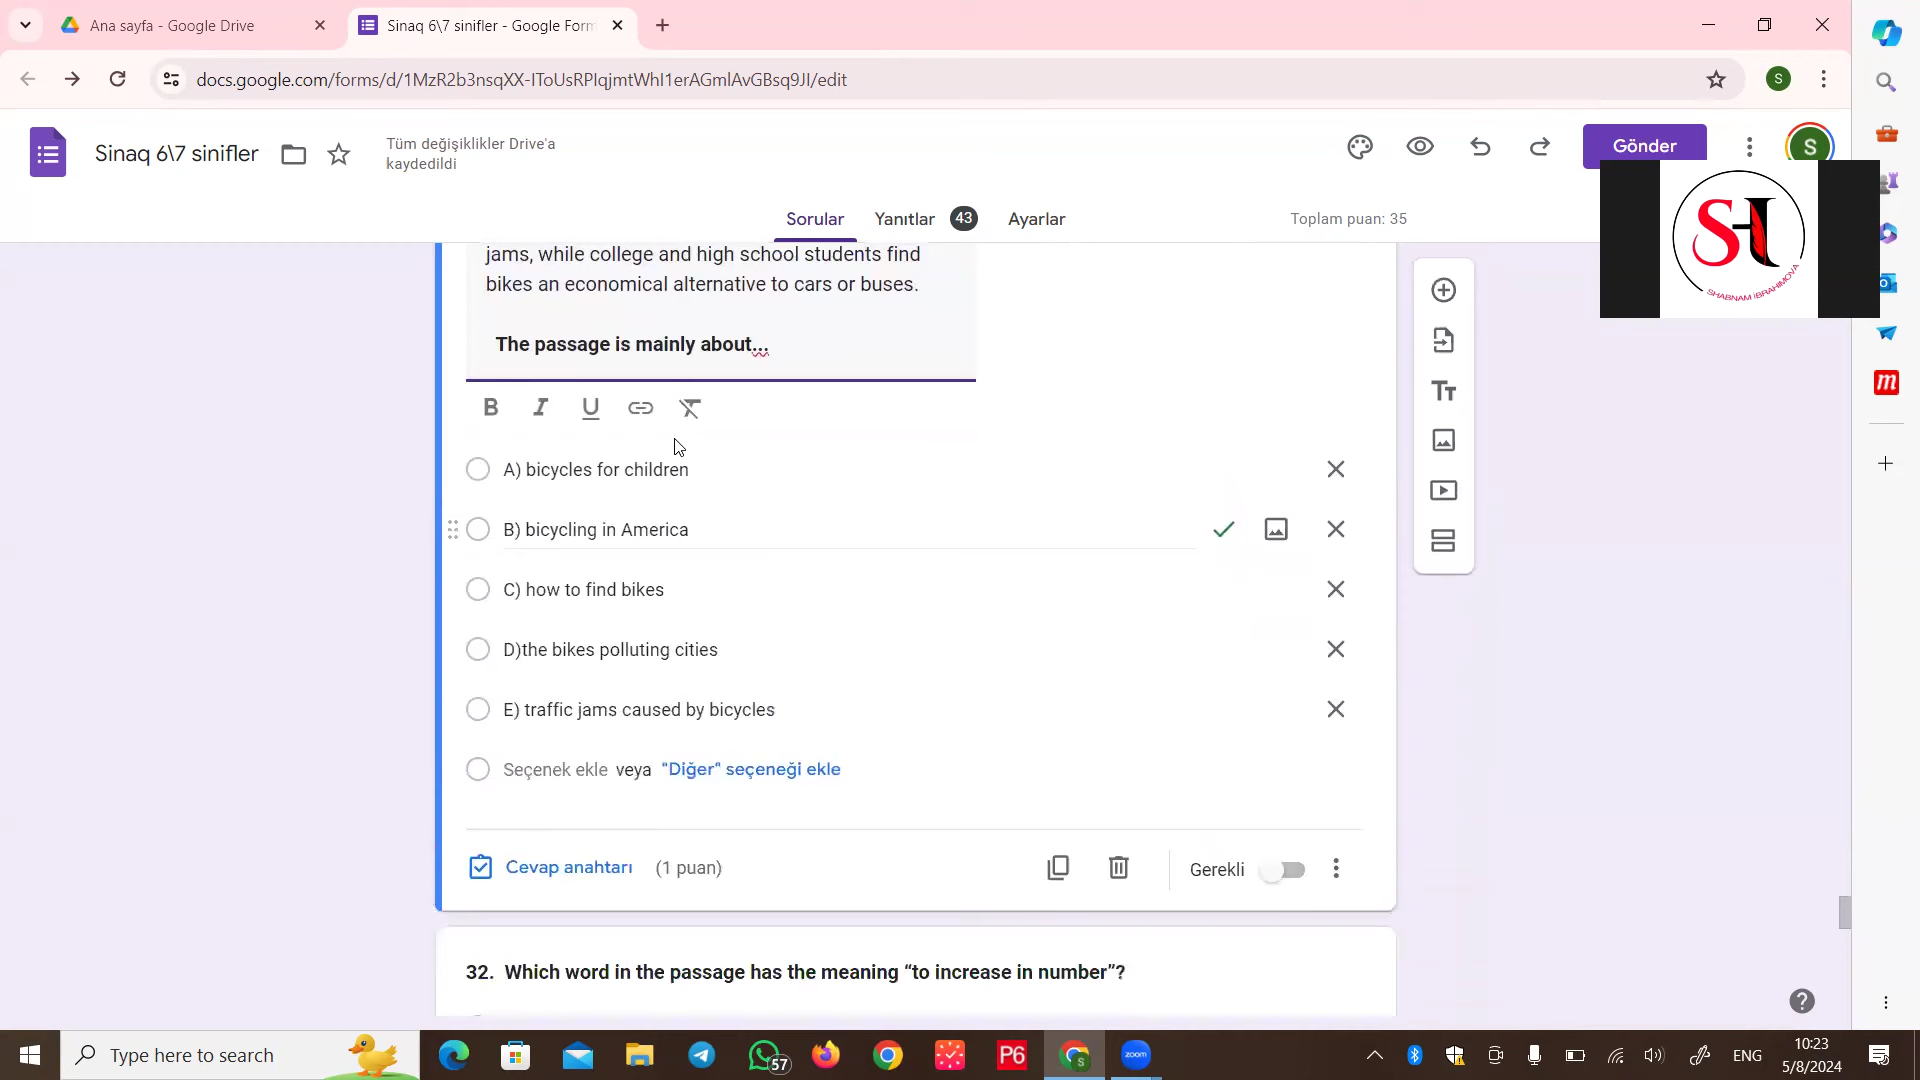 Ana sayfa - Google Drive
Sinaq 6\7 sinifler - Google Form
docs.google.com/forms/d/1MzR2b3nsqXX-IToUsRPIqjmtWhI1erAGmlAvGBsq9JI/edit
S
Sinaq 6\7 sinifler
Tüm değişiklikler Drive'a
kaydedildi
Gönder
S
Sorular
Yanıtlar 43
Ayarlar
Toplam puan: 35
SHABNAM İBRAHIMOVA
jams, while college and high school students find
bikes an economical alternative to cars or buses.
The passage is mainly about...
A) bicycles for children
B) bicycling in America
C) how to find bikes
D)the bikes polluting cities
E) traffic jams caused by bicycles
Seçenek ekle veya "Diğer" seçeneği ekle
Cevap anahtarı (1 puan)
Gerekli
32. Which word in the passage has the meaning “to increase in number”?
Type here to search
57
P6
zoom
ENG
10:23
5/8/2024